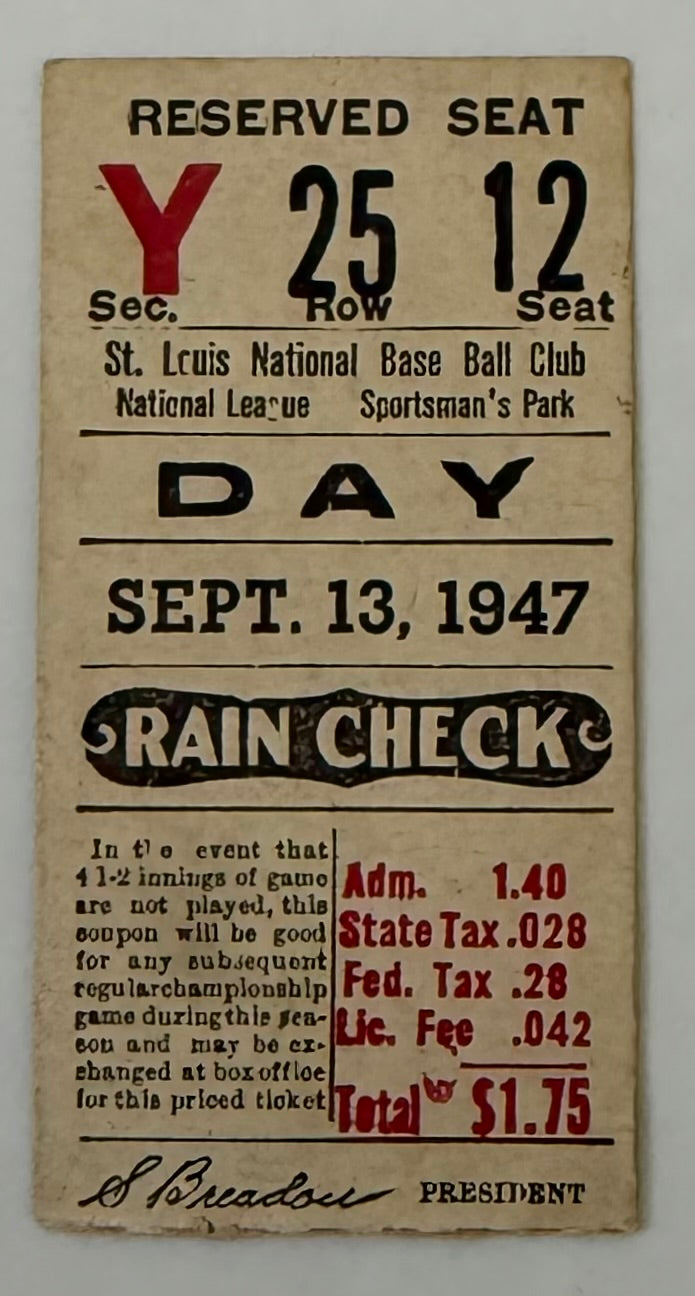 RESERVED SEAT
Y 25 12
Sec. Row Seat
St. Louis National Base Ball Club
National League Sportsman's Park
DAY
SEPT. 13, 1947
RAIN CHECK
In the event that
4 1-2 innings of game
are not played, this
coupon will be good
for any subsequent
regular championship
game during this sea-
son and may be ex-
changed at box office
for this priced ticket
Adm. 1.40
State Tax .028
Fed. Tax .28
Lic. Fee .042
Total $1.75
S Breadon PRESIDENT